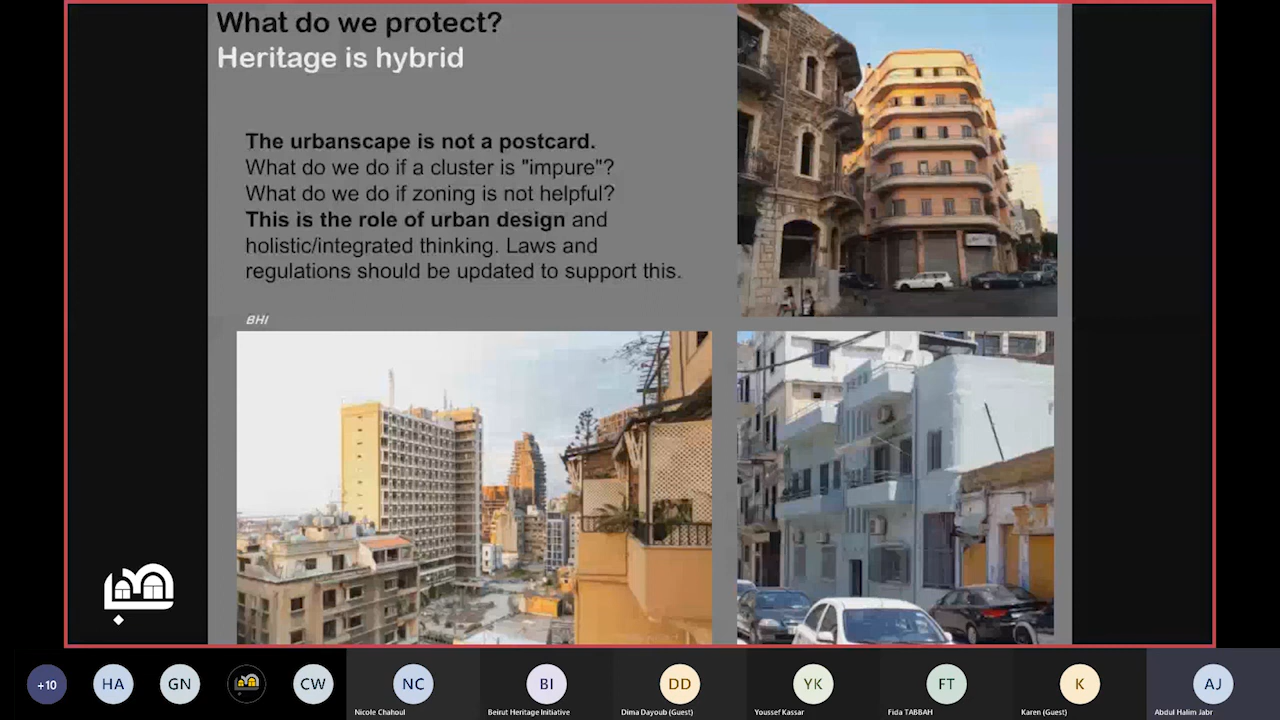 What do we protect?
Heritage is hybrid
The urbanscape is not a postcard.
What do we do if a cluster is "impure"?
What do we do if zoning is not helpful?
This is the role of urban design and
holistic/integrated thinking. Laws and
regulations should be updated to support this.
BHI
+10
HA
GN
CW
NC
BI
DD
YK
FT
K
AJ
Nicole Chahoul
Beirut Heritage Initiative
Dima Dayoub (Guest)
Youssef Kassar
Fida TABBAH
Karen (Guest)
Abdul Halim Jabr